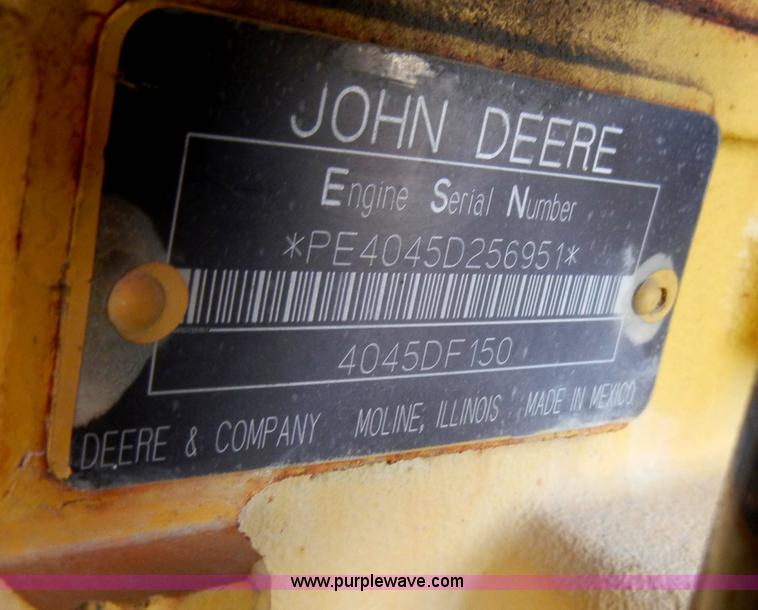 JOHN DEERE
Engine Serial Number
*PE4045D256951*
4045DF150
DEERE & COMPANY MOLINE, ILLINOIS MADE IN MEXICO
www.purplewave.com